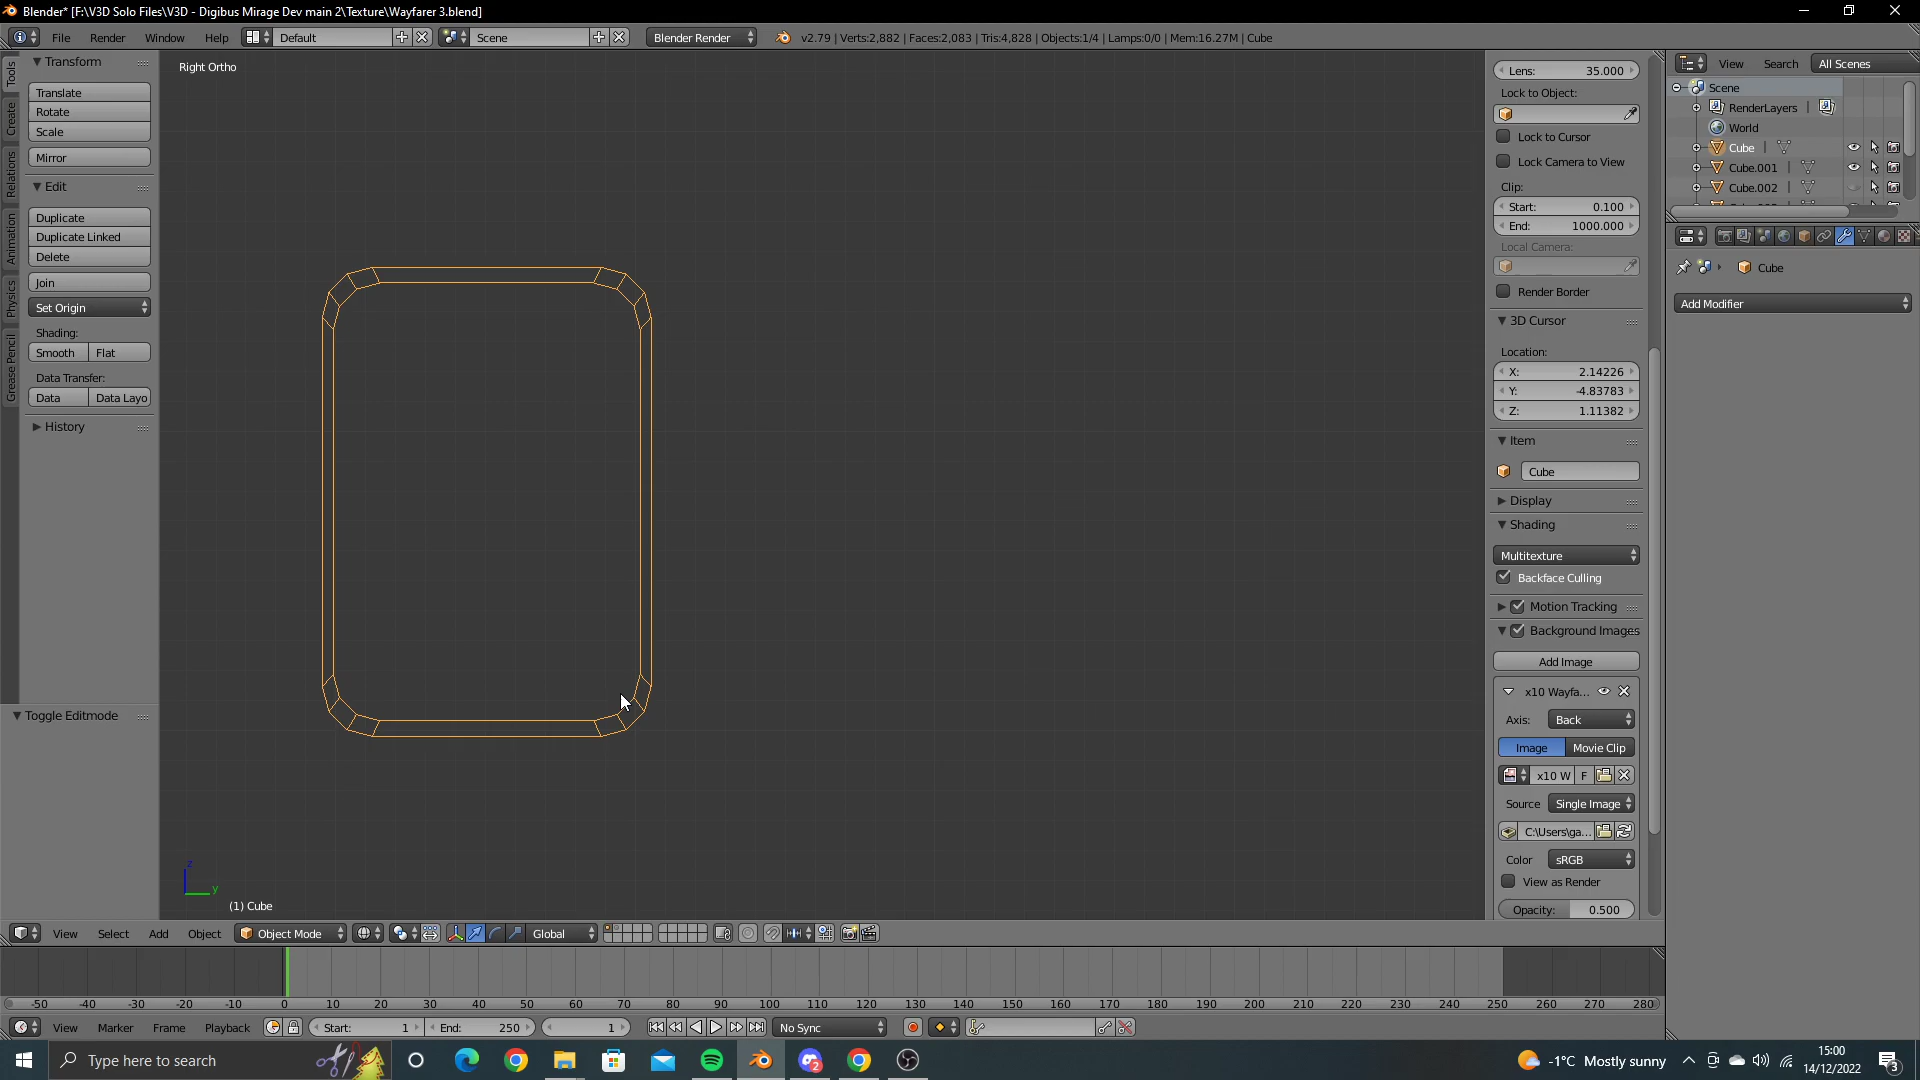 Blender* [F:\V3D Solo Files\V3D - Digibus Mirage Dev main 2\Texture\Wayfarer 3.blend]
File Render Window Help Default Scene Blender Render v2.79 | Verts:2,882 | Faces:2,083 | Tris:4,828 | Objects:1/4 | Lamps:0/0 | Mem:16.27M | Cube
Tools
Create
Relations
Animation
Physics
Grease Pencil
Transform
Translate
Rotate
Scale
Mirror
Edit
Duplicate
Duplicate Linked
Delete
Join
Set Origin
Shading:
Smooth Flat
Data Transfer:
Data Data Layo
History
Toggle Editmode
Right Ortho
z
y
(1) Cube
Lens: 35.000
Lock to Object:
Lock to Cursor
Lock Camera to View
Clip:
Start: 0.100
End: 1000.000
Local Camera:
Render Border
3D Cursor
Location:
X: 2.14226
Y: -4.83783
Z: 1.11382
Item
Cube
Display
Shading
Multitexture
Backface Culling
Motion Tracking
Background Images
Add Image
x10 Wayfa...
Axis: Back
Image Movie Clip
x10 W F
Source Single Image
C:\Users\ga...
Color sRGB
View as Render
Opacity: 0.500
View Search All Scenes
Scene
RenderLayers |
World
Cube |
Cube.001 |
Cube.002 |
Cube
Add Modifier
View Select Add Object Object Mode Global
-50 -40 -30 -20 -10 0 10 20 30 40 50 60 70 80 90 100 110 120 130 140 150 160 170 180 190 200 210 220 230 240 250 260 270 280
View Marker Frame Playback Start: 1 End: 250 1 No Sync
Type here to search 2 -1°C Mostly sunny 15:00
14/12/2022 3